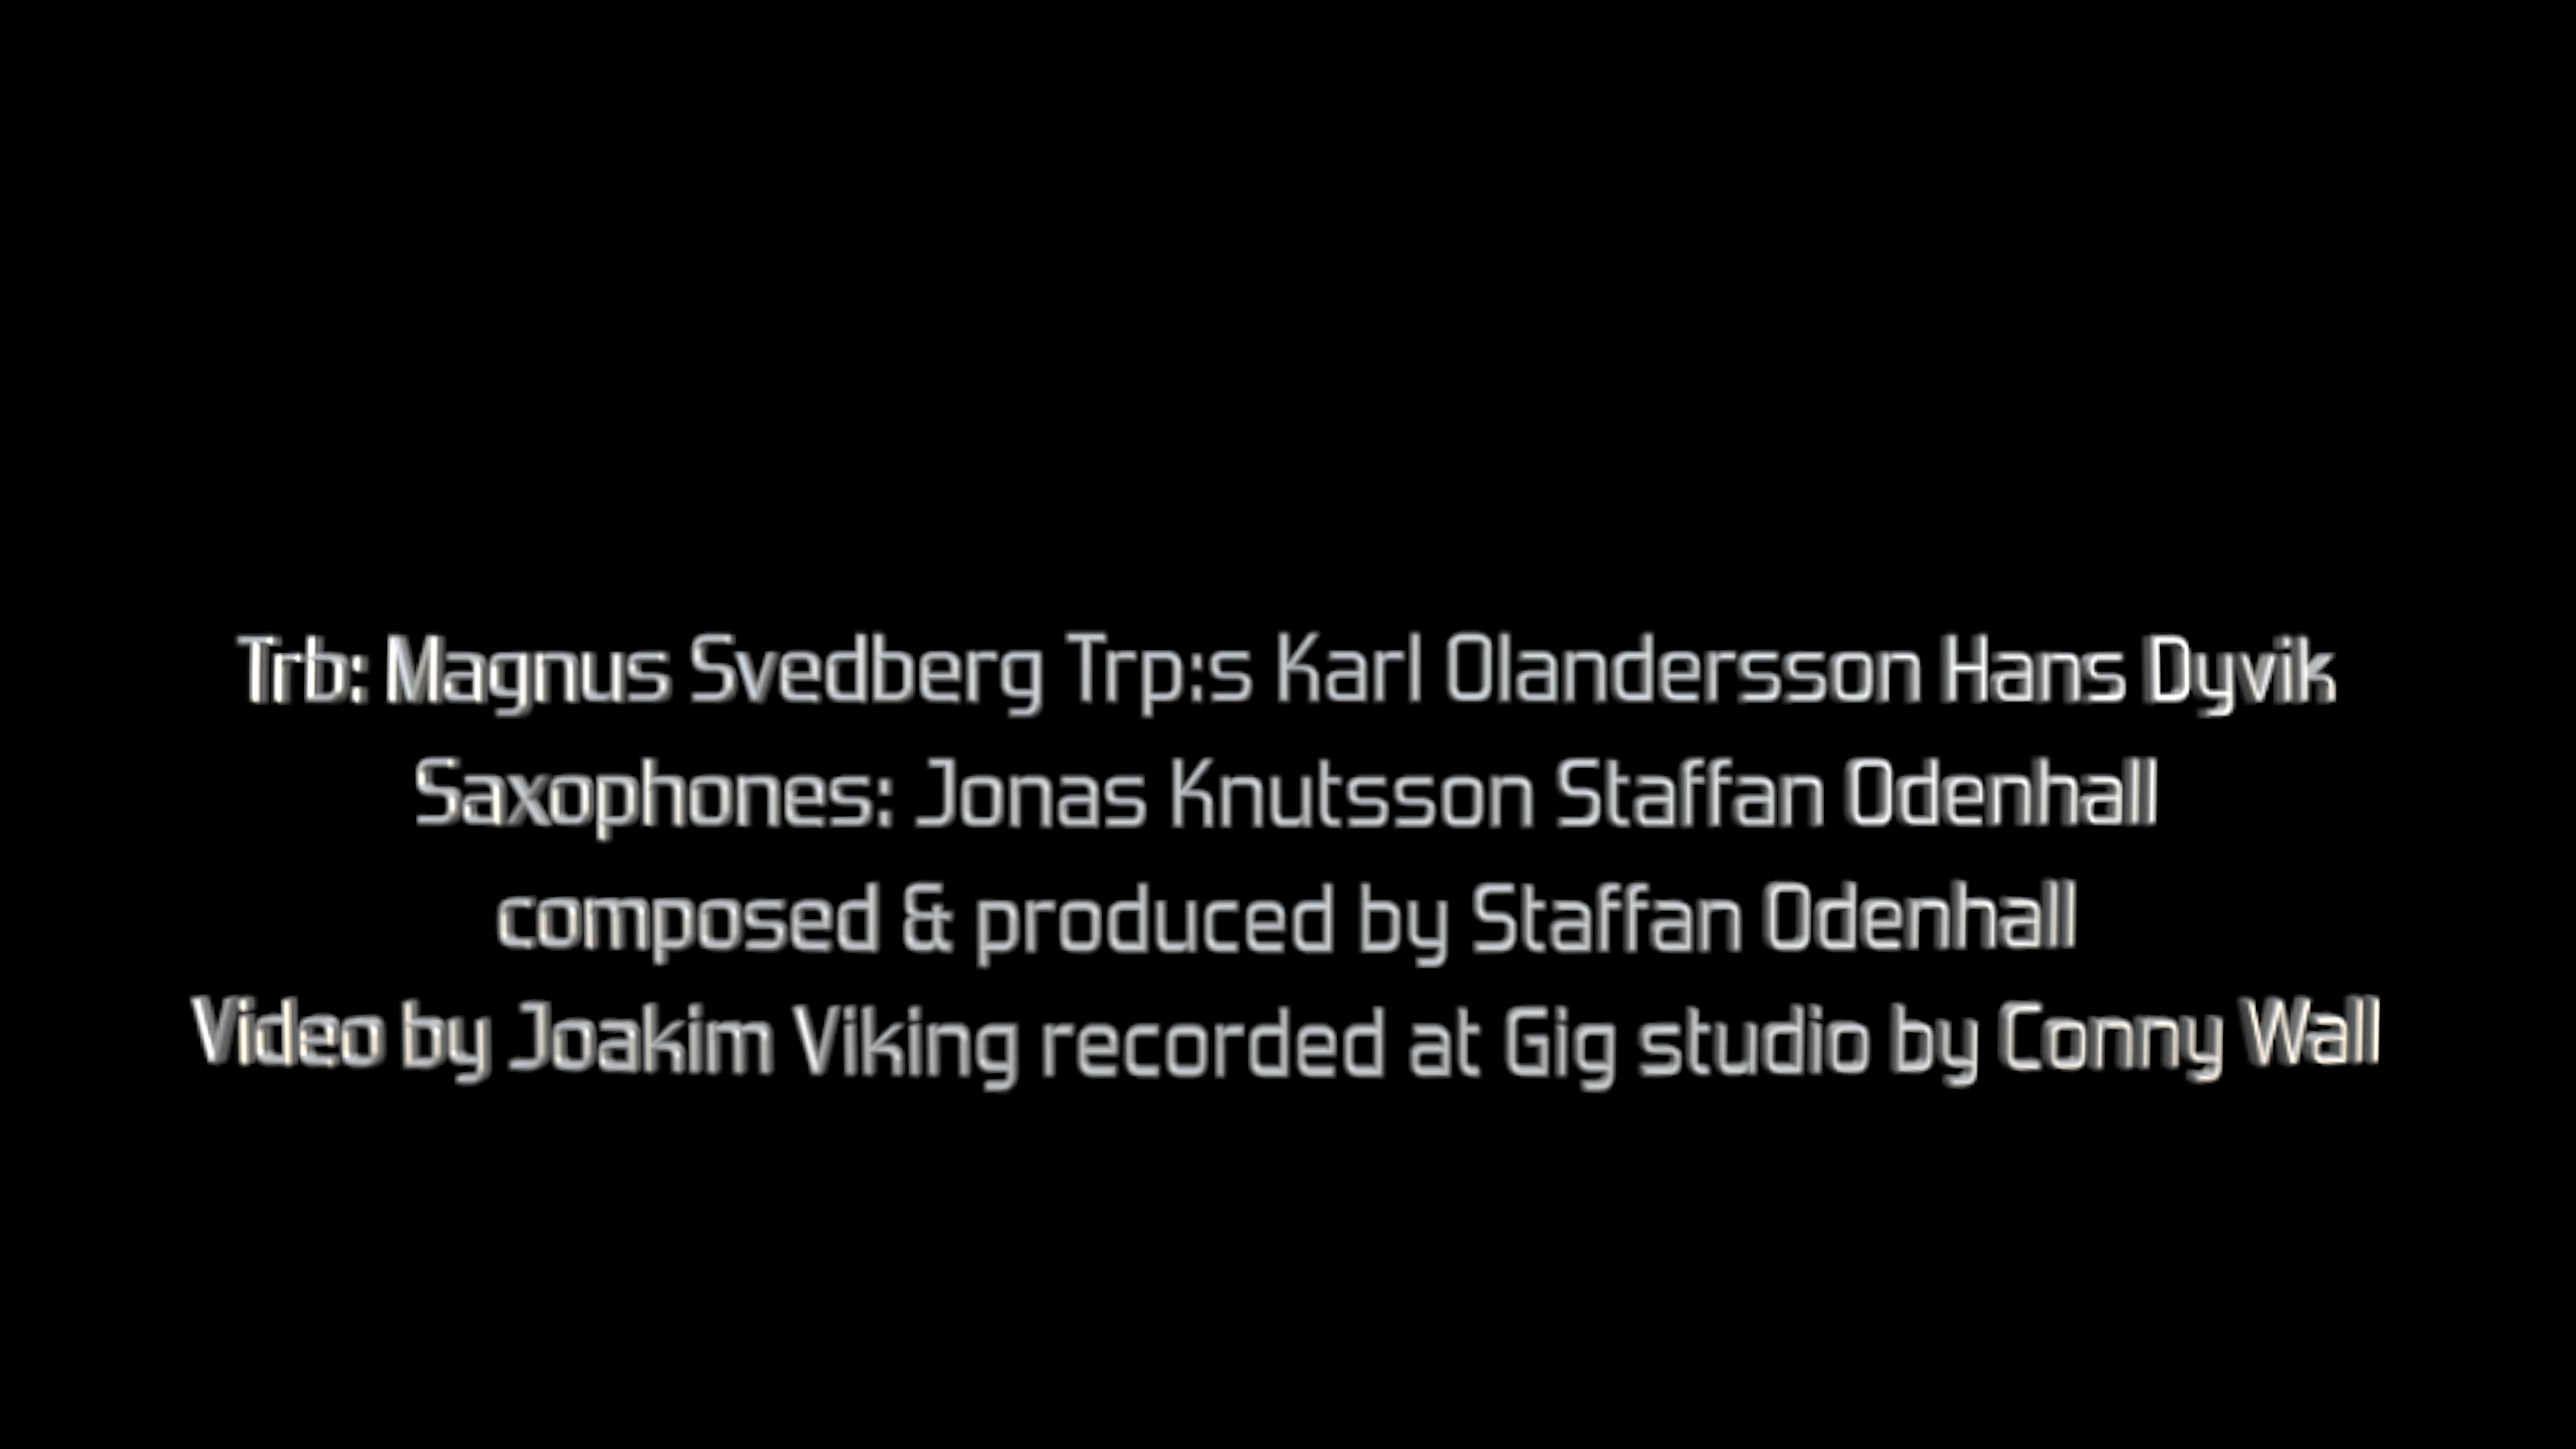 Trb: Magnus Svedberg Trp:s Karl Olandersson Hans Dyvik
Saxophones: Jonas Knutsson Staffan Odenhall
composed & produced by Staffan Odenhall
Video by Joakim Viking recorded at Gig studio by Conny Wall